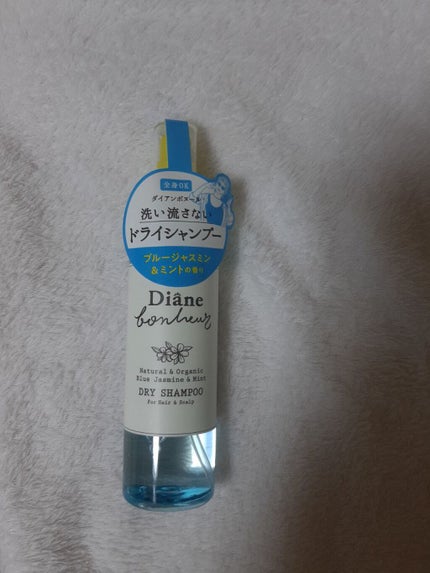 全身OK
ダイアンボヌール
洗い流さない
ドライシャンプー
ブルージャスミン
&ミントの香り
Diane
bonheur
Natural & Organic
Blue Jasmine & Mint
DRY SHAMPOO
For Hair & Scalp